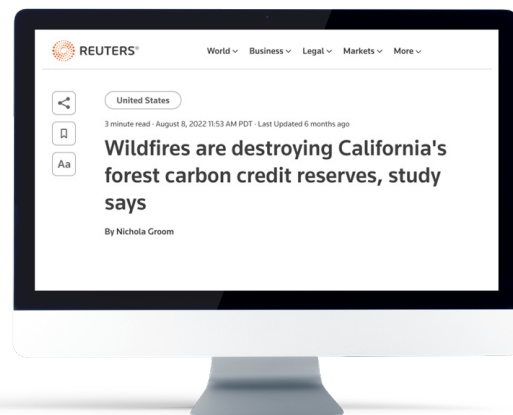 REUTERS®
World Business Legal Markets More
United States
3 minute read · August 8, 2022 11:53 AM PDT · Last Updated 6 months ago
Aa
Wildfires are destroying California's
forest carbon credit reserves, study
says
By Nichola Groom